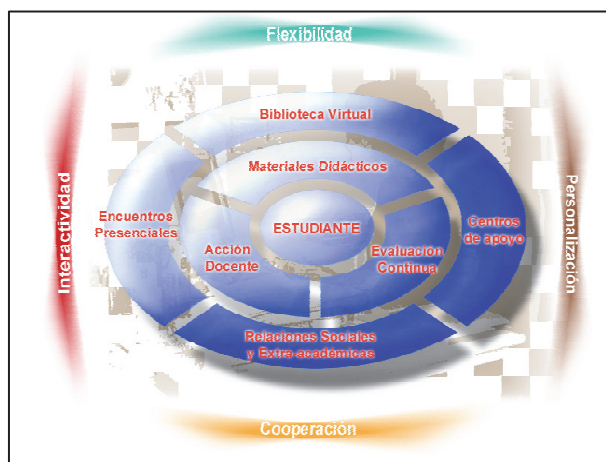 Flexibilidad
Biblioteca Virtual
Materiales Didácticos
Interactividad
Encuentros
Presenciales
ESTUDIANTE
Centros
de apoyo
Personalización
Acción
Docente
Evaluación
Contínua
Relaciones Sociales
y Extra-académicas
Cooperación